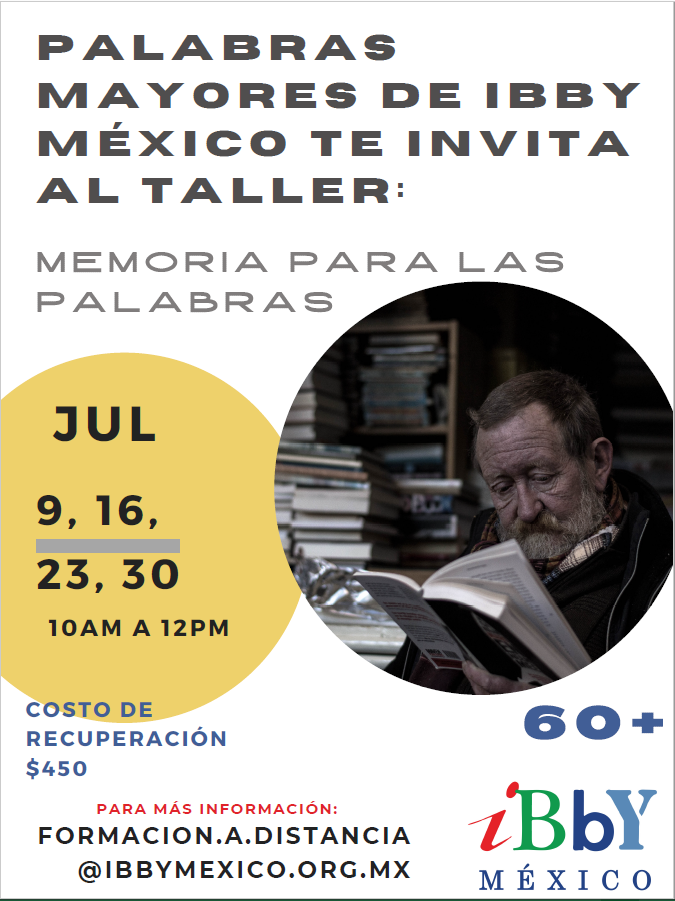 PALABRAS
MAYORES DE IBBY
MÉXICO TE INVITA
AL TALLER:
MEMORIA PARA LAS
PALABRAS
JUL
9, 16,
23, 30
10AM A 12PM
COSTO DE
RECUPERACIÓN
$450
60+
PARA MÁS INFORMACIÓN:
FORMACION.A.DISTANCIA
@IBBYMEXICO.ORG.MX
iBbY
MÉXICO